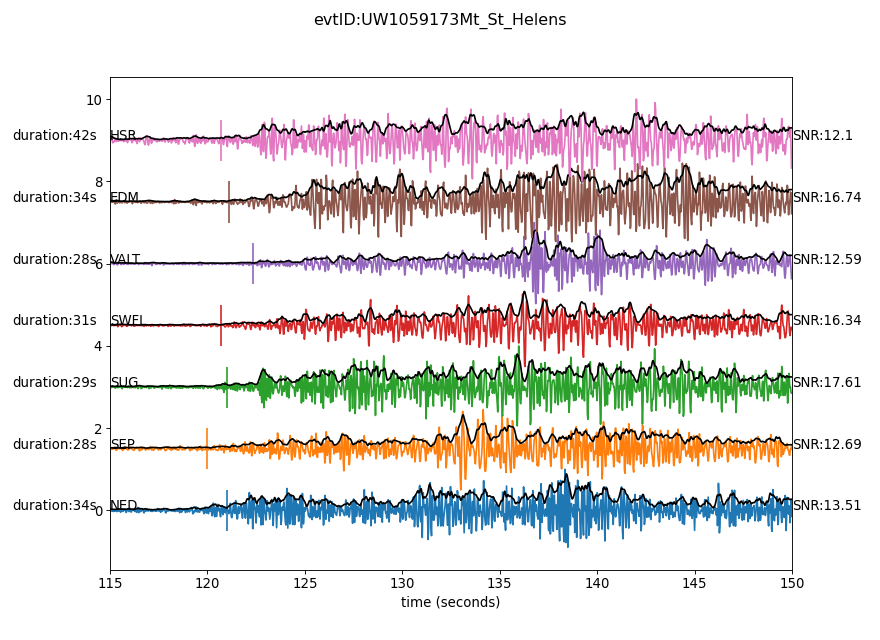 evtID:UW1059173Mt_St_Helens
10
duration:42s HSR SNR:12.1
8
duration:34s EDM SNR:16.74
duration:28s VALT SNR:12.59
6
duration:31s SWFL SNR:16.34
4
duration:29s SUG SNR:17.61
2
duration:28s SEP SNR:12.69
duration:34s NED SNR:13.51
0
115 120 125 130 135 140 145 150
time (seconds)